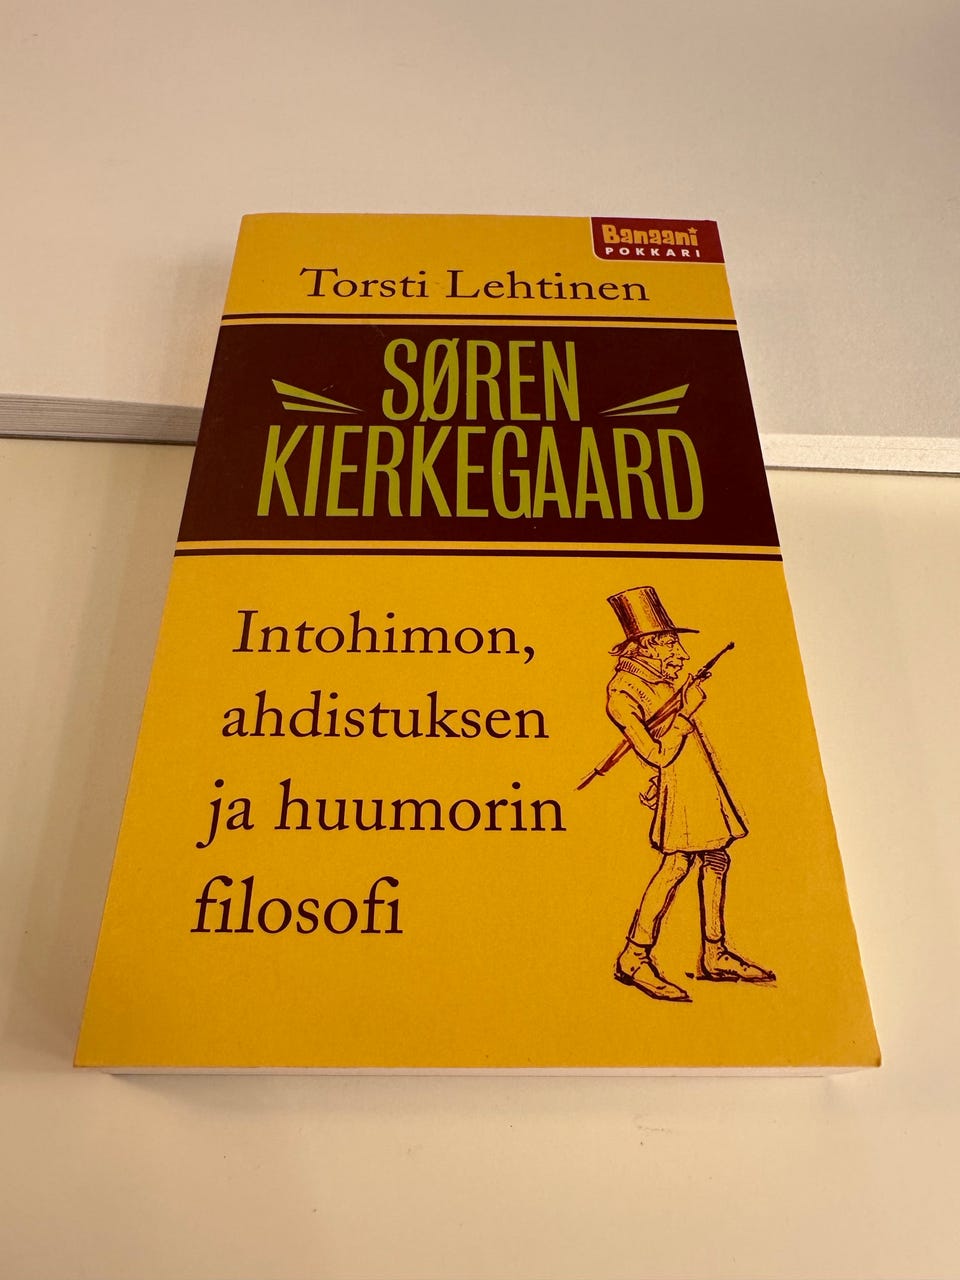 Banaani
POKKARI
Torsti Lehtinen
SØREN
KIERKEGAARD
Intohimon,
ahdistuksen
ja huumorin
filosofi